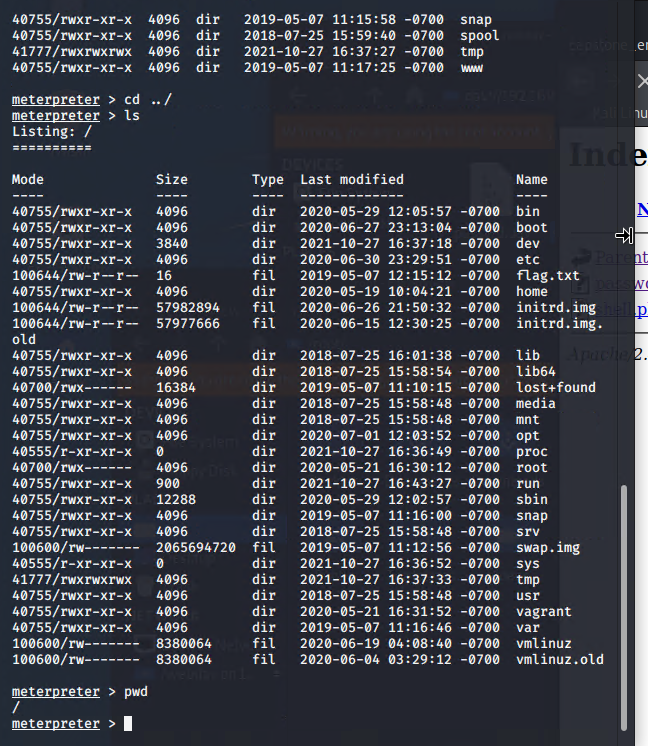 40755/rwxr-xr-x  4096  dir  2019-05-07 11:15:58 -0700  snap
40755/rwxr-xr-x  4096  dir  2018-07-25 15:59:40 -0700  spool
41777/rwxrwxrwx  4096  dir  2021-10-27 16:37:27 -0700  tmp
40755/rwxr-xr-x  4096  dir  2019-05-07 11:17:25 -0700  www
meterpreter > cd ../
meterpreter > ls
Listing: /
==========
Mode              Size        Type  Last modified              Name
----              ----        ----  -------------              ----
40755/rwxr-xr-x   4096        dir   2020-05-29 12:05:57 -0700  bin
40755/rwxr-xr-x   4096        dir   2020-06-27 23:13:04 -0700  boot
40755/rwxr-xr-x   3840        dir   2021-10-27 16:37:18 -0700  dev
40755/rwxr-xr-x   4096        dir   2020-06-30 23:29:51 -0700  etc
100644/rw-r--r--  16          fil   2019-05-07 12:15:12 -0700  flag.txt
40755/rwxr-xr-x   4096        dir   2020-05-19 10:04:21 -0700  home
100644/rw-r--r--  57982894    fil   2020-06-26 21:50:32 -0700  initrd.img
100644/rw-r--r--  57977666    fil   2020-06-15 12:30:25 -0700  initrd.img.
old
40755/rwxr-xr-x   4096        dir   2018-07-25 16:01:38 -0700  lib
40755/rwxr-xr-x   4096        dir   2018-07-25 15:58:54 -0700  lib64
40700/rwx------   16384       dir   2019-05-07 11:10:15 -0700  lost+found
40755/rwxr-xr-x   4096        dir   2018-07-25 15:58:48 -0700  media
40755/rwxr-xr-x   4096        dir   2018-07-25 15:58:48 -0700  mnt
40755/rwxr-xr-x   4096        dir   2020-07-01 12:03:52 -0700  opt
40555/r-xr-xr-x   0           dir   2021-10-27 16:36:49 -0700  proc
40700/rwx------   4096        dir   2020-05-21 16:30:12 -0700  root
40755/rwxr-xr-x   900         dir   2021-10-27 16:43:27 -0700  run
40755/rwxr-xr-x   12288       dir   2020-05-29 12:02:57 -0700  sbin
40755/rwxr-xr-x   4096        dir   2019-05-07 11:16:00 -0700  snap
40755/rwxr-xr-x   4096        dir   2018-07-25 15:58:48 -0700  srv
100600/rw-------  2065694720  fil   2019-05-07 11:12:56 -0700  swap.img
40555/r-xr-xr-x   0           dir   2021-10-27 16:36:52 -0700  sys
41777/rwxrwxrwx   4096        dir   2021-10-27 16:37:33 -0700  tmp
40755/rwxr-xr-x   4096        dir   2018-07-25 15:58:48 -0700  usr
40755/rwxr-xr-x   4096        dir   2020-05-21 16:31:52 -0700  vagrant
40755/rwxr-xr-x   4096        dir   2019-05-07 11:16:46 -0700  var
100600/rw-------  8380064     fil   2020-06-19 04:08:40 -0700  vmlinuz
100600/rw-------  8380064     fil   2020-06-04 03:29:12 -0700  vmlinuz.old
meterpreter > pwd
/
meterpreter >
Inde
N
Parent
passwo
shell.ph
Apache/2.